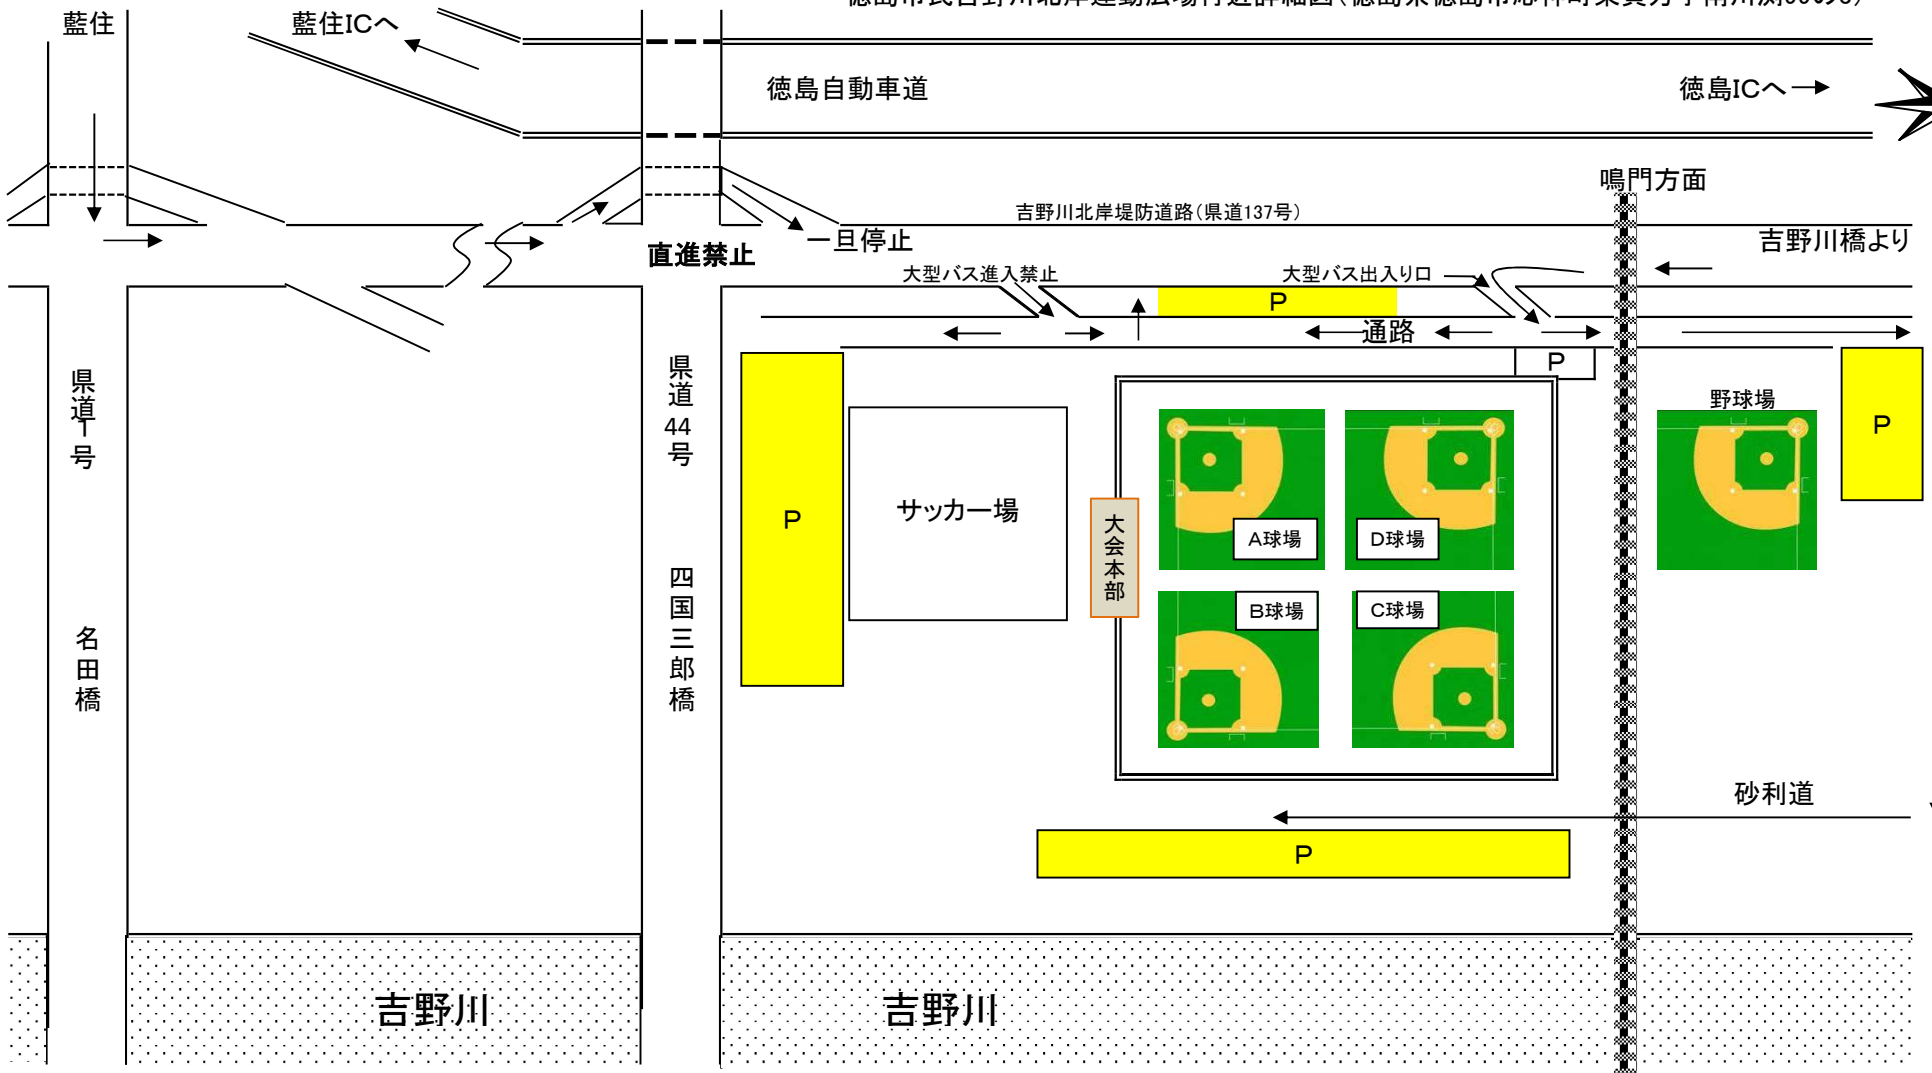 藍住
藍住ICへ
徳島自動車道
徳島ICへ
鳴門方面
吉野川北岸堤防道路(県道137号)
吉野川橋より
一旦停止
直進禁止
大型バス進入禁止
大型バス出入り口
P
通路
P
県道1号
県道44号
野球場
P
P
サッカー場
大会本部
A球場
D球場
B球場
C球場
四国三郎橋
名田橋
砂利道
P
吉野川
吉野川